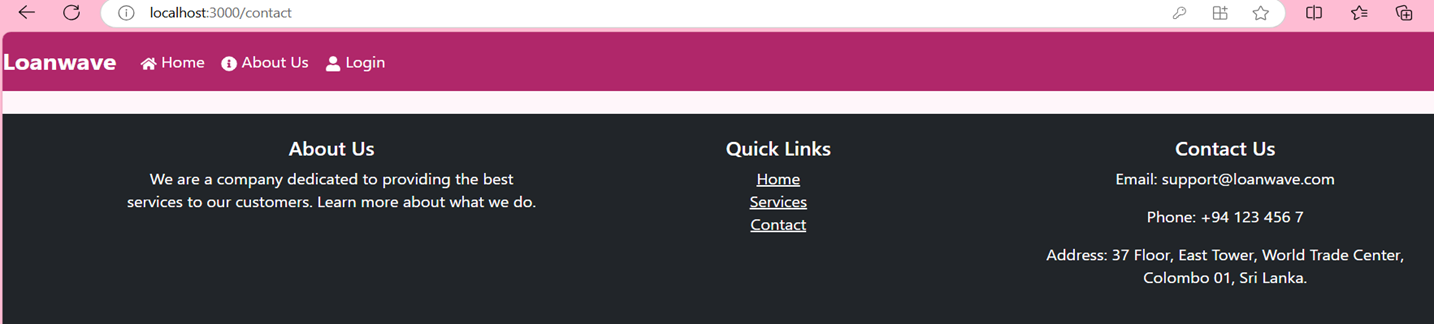 localhost:3000/contact
Loanwave Home About Us Login
About Us
We are a company dedicated to providing the best
services to our customers. Learn more about what we do.
Quick Links
Home
Services
Contact
Contact Us
Email: support@loanwave.com
Phone: +94 123 456 7
Address: 37 Floor, East Tower, World Trade Center,
Colombo 01, Sri Lanka.